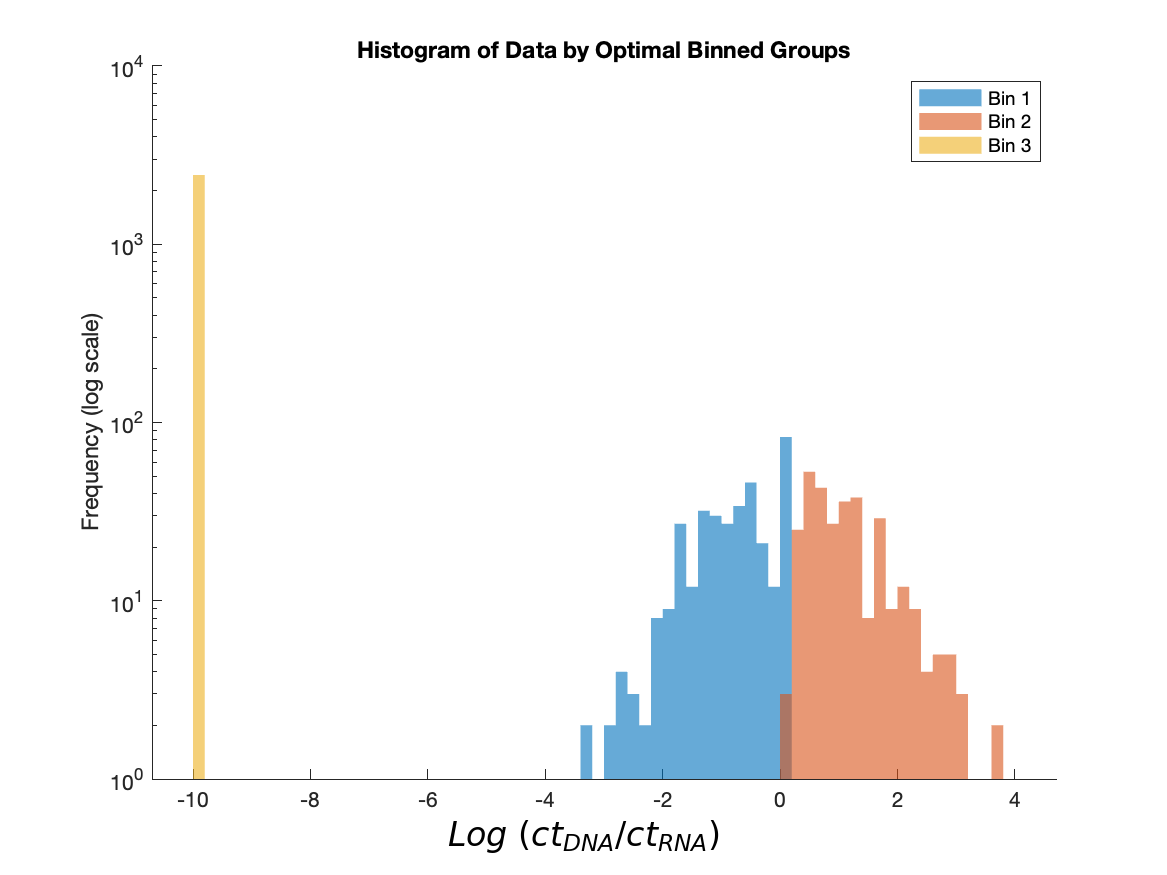 Histogram of Data by Optimal Binned Groups
Bin 1
Bin 2
Bin 3
Frequency (log scale)
10^4
10^3
10^2
10^1
10^0
-10 -8 -6 -4 -2 0 2 4
Log (ct_DNA/ct_RNA)